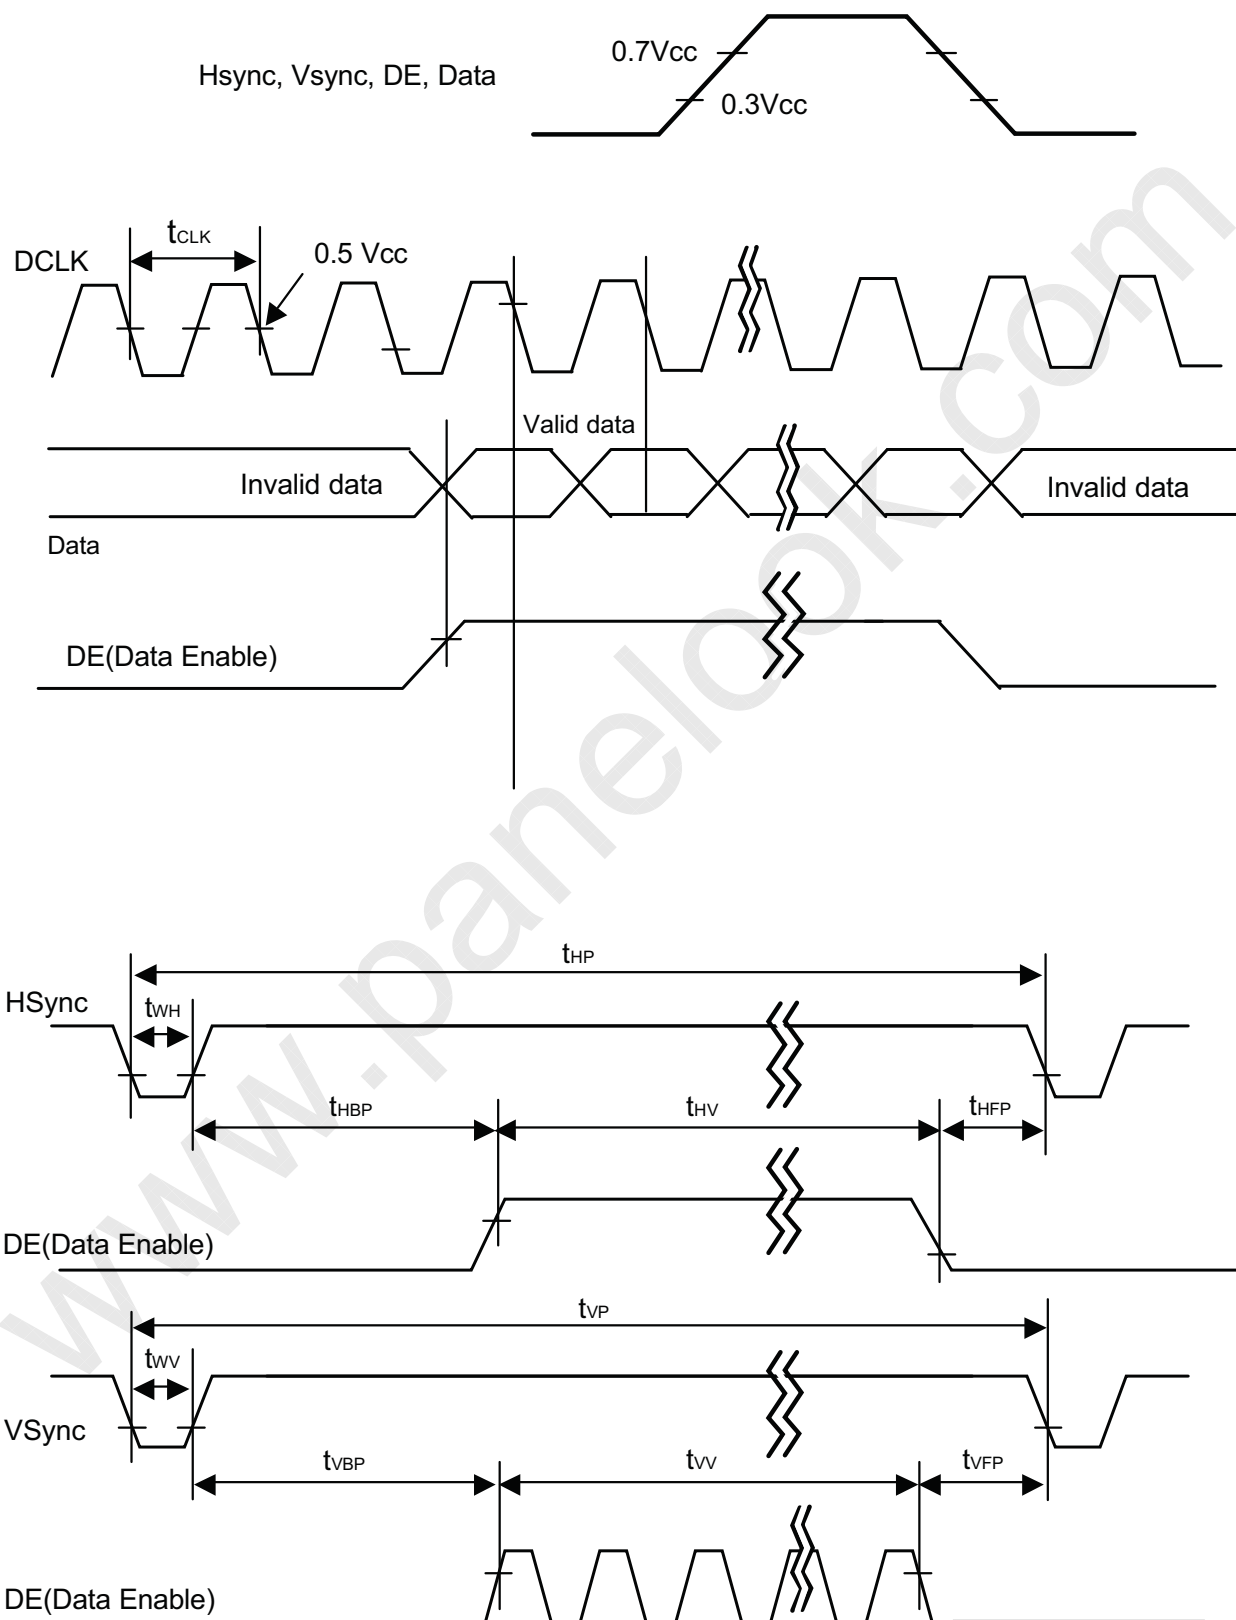 0.7Vcc
Hsync, Vsync, DE, Data
0.3Vcc
tCLK
DCLK
0.5 Vcc
Valid data
Invalid data
Invalid data
Data
DE(Data Enable)
tHP
HSync
tWH
tHBP
tHV
tHFP
DE(Data Enable)
tVP
tWV
VSync
tVBP
tVV
tVFP
DE(Data Enable)
www.panelook.com